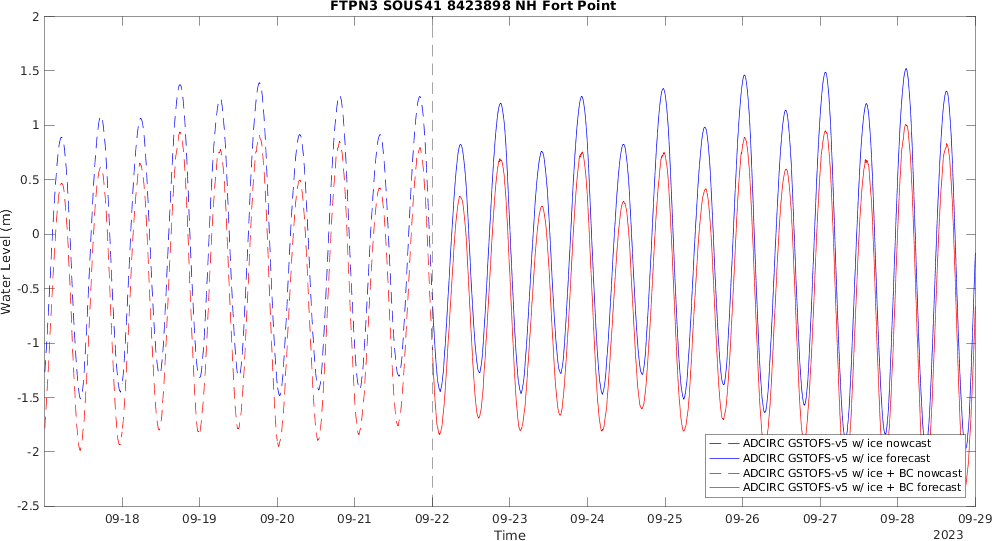 FTPN3 SOUS41 8423898 NH Fort Point
2
1.5
1
0.5
0
-0.5
-1
-1.5
-2
-2.5
Water Level (m)
ADCIRC GSTOFS-v5 w/ ice nowcast
ADCIRC GSTOFS-v5 w/ ice forecast
ADCIRC GSTOFS-v5 w/ ice + BC nowcast
ADCIRC GSTOFS-v5 w/ ice + BC forecast
09-18 09-19 09-20 09-21 09-22 09-23 09-24 09-25 09-26 09-27 09-28 09-29
Time
2023